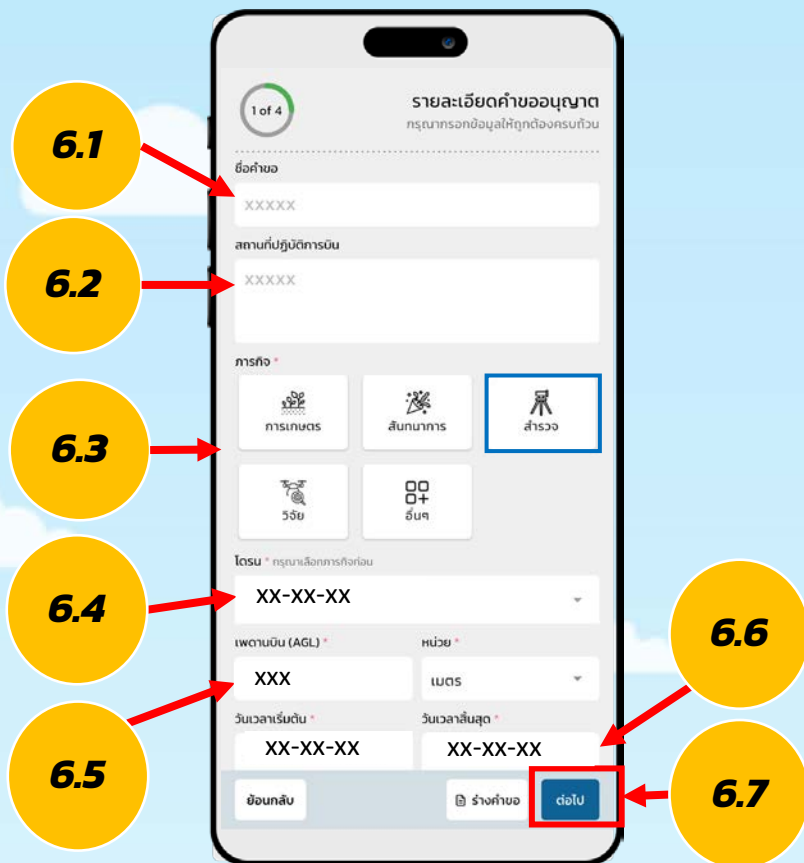 1 of 4
รายละเอียดคำขออนุญาต
กรุณากรอกข้อมูลให้ถูกต้องครบถ้วน
6.1
ชื่อคำขอ
xxxxx
สถานที่ปฏิบัติการบิน
6.2
xxxxx
ภารกิจ *
การเกษตร สันทนาการ สำรวจ
6.3
วิจัย อื่นๆ
โดรน * กรุณาเลือกภารกิจก่อน
6.4
XX-XX-XX
6.6
เพดานบิน (AGL) * หน่วย *
XXX เมตร
วันเวลาเริ่มต้น * วันเวลาสิ้นสุด *
XX-XX-XX XX-XX-XX
6.5
ย้อนกลับ ร่างคำขอ ต่อไป
6.7